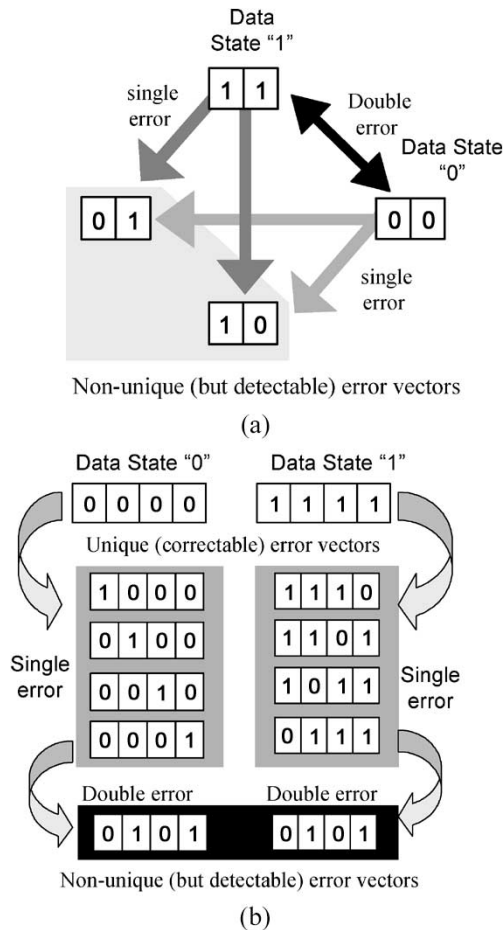 Data
State “1”
1 1
single
error
Double
error
Data State
“0”
0 1
0 0
single
error
1 0
Non-unique (but detectable) error vectors
(a)
Data State “0” Data State “1”
0 0 0 0 1 1 1 1
Unique (correctable) error vectors
1 0 0 0 1 1 1 0
0 1 0 0 1 1 0 1
Single
error
Single
error
0 0 1 0 1 0 1 1
0 0 0 1 0 1 1 1
Double error Double error
0 1 0 1 0 1 0 1
Non-unique (but detectable) error vectors
(b)